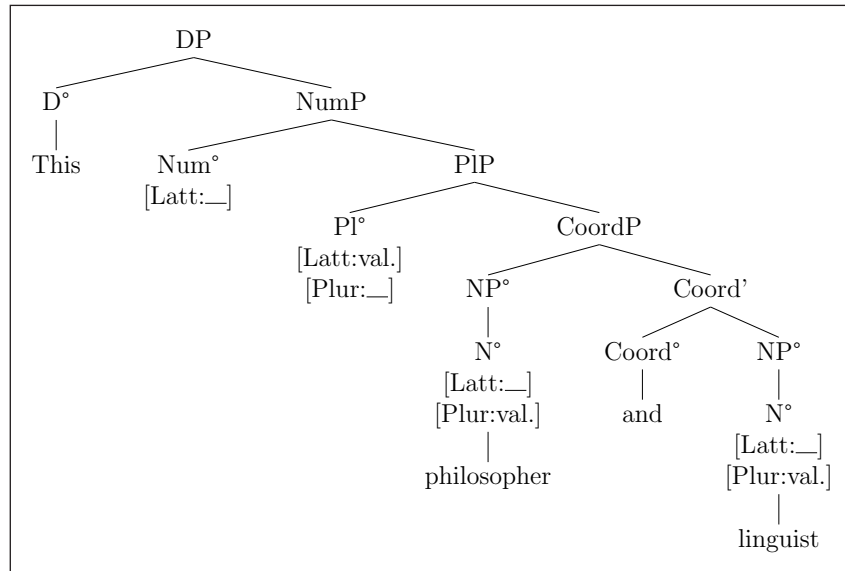 DP
D° NumP
This Num° PlP
[Latt:__] Pl° CoordP
[Latt:val.]
[Plur:__] NP° Coord'
N° Coord° NP°
[Latt:__]
[Plur:val.] and N°
philosopher [Latt:__]
[Plur:val.]
linguist